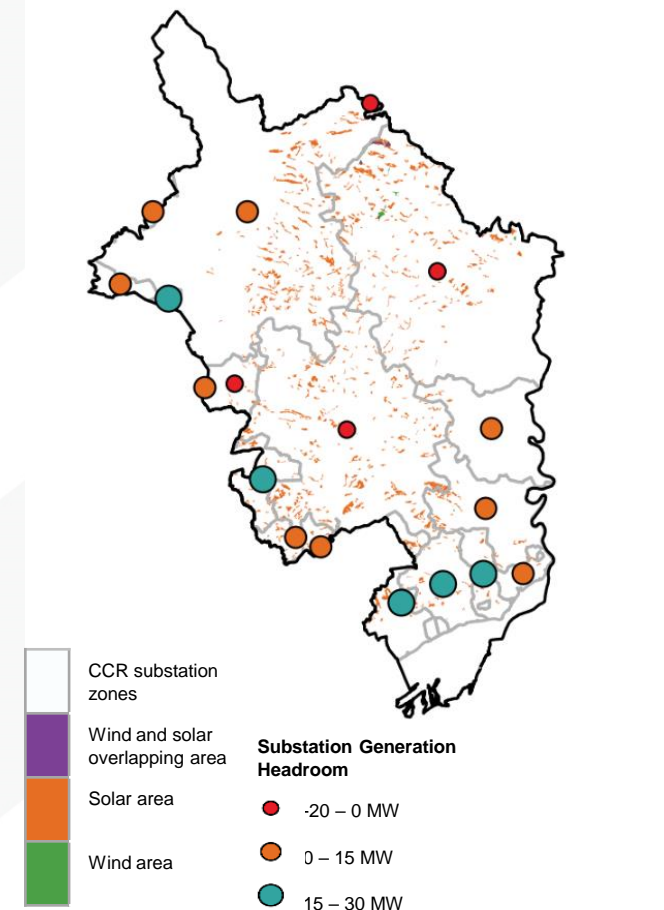 CCR substation
zones
Wind and solar
overlapping area
Solar area
Wind area
Substation Generation
Headroom
-20 – 0 MW
0 – 15 MW
15 – 30 MW